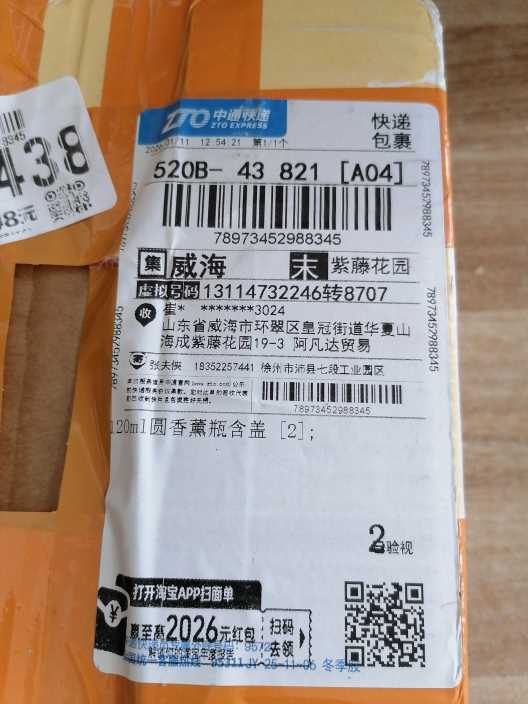 438
ZTO 中通快递
ZTO EXPRESS
快递
包裹
2026/01/11 12:54:21 第1/1个
520B- 43 821 [A04]
78973452988345
集 威海 末 紫藤花园
虚拟号码 13114732246转8707
收 崔* *******3024
山东省威海市环翠区皇冠街道华夏山
海成紫藤花园19-3 阿凡达贸易
张夫侠 18352257441 徐州市沛县七段工业园区
78973452988345
120ml圆香薰瓶含盖 [2];
78973452988345
78973452988345
2 验视
打开淘宝APP扫面单
赢至高2026元红包
扫码
去领